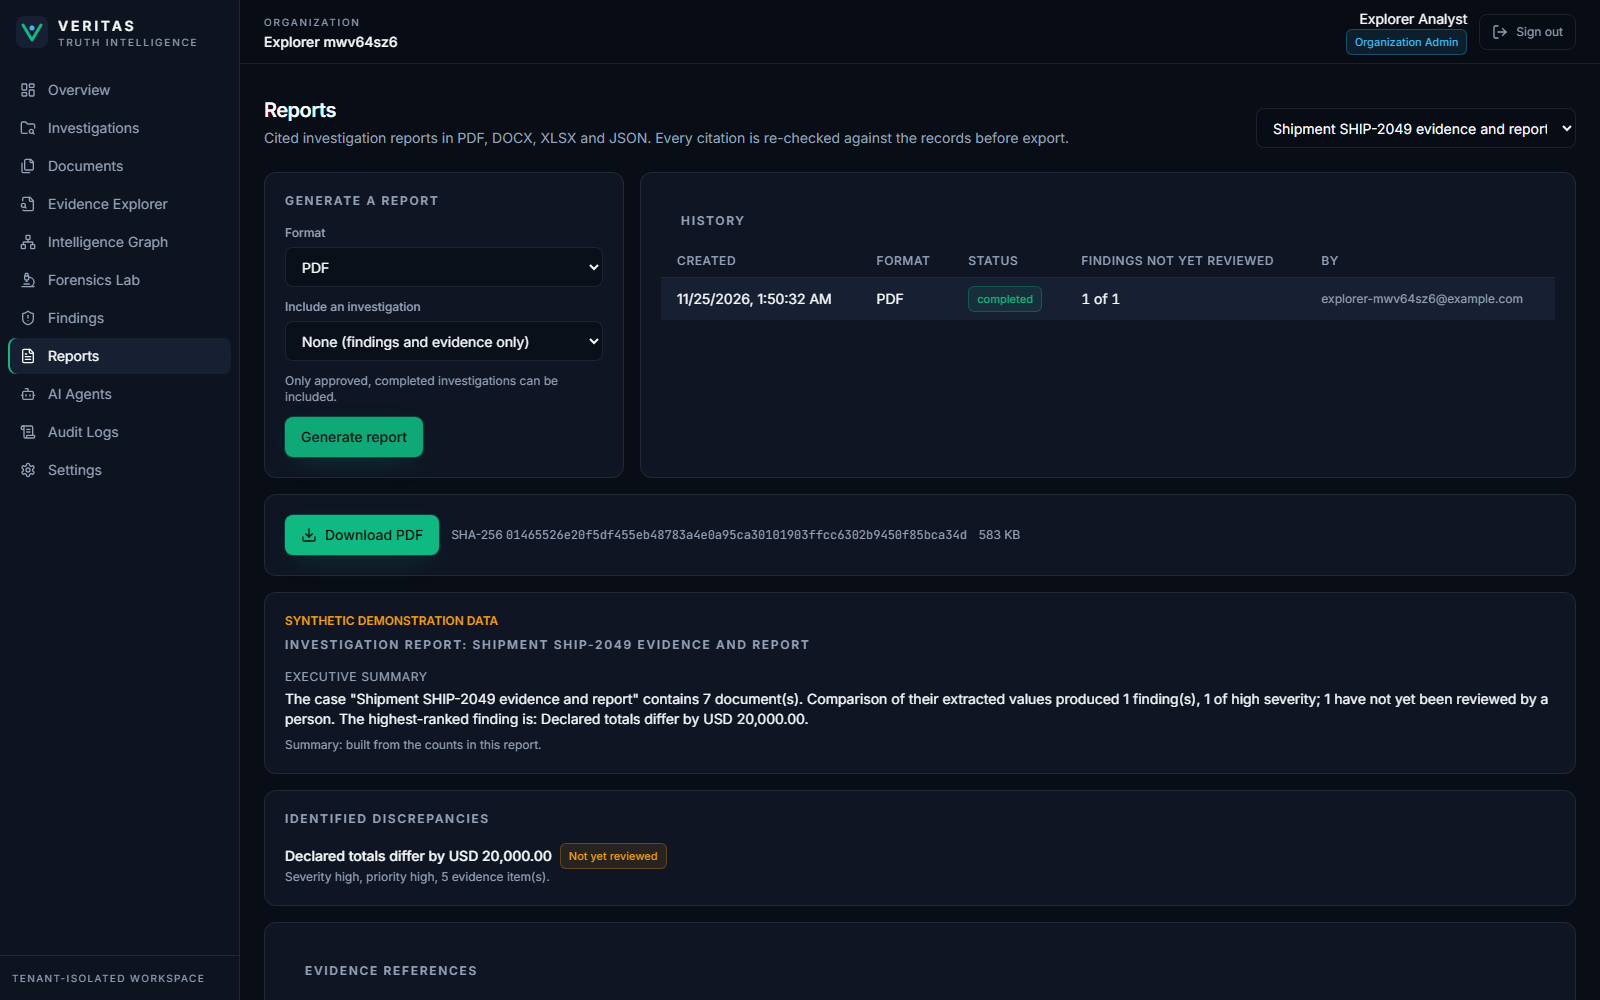 VERITAS
TRUTH INTELLIGENCE
Overview
Investigations
Documents
Evidence Explorer
Intelligence Graph
Forensics Lab
Findings
Reports
AI Agents
Audit Logs
Settings
TENANT-ISOLATED WORKSPACE
ORGANIZATION
Explorer mwv64sz6
Explorer Analyst
Organization Admin
Sign out
Reports
Cited investigation reports in PDF, DOCX, XLSX and JSON. Every citation is re-checked against the records before export.
Shipment SHIP-2049 evidence and report
GENERATE A REPORT
Format
PDF
Include an investigation
None (findings and evidence only)
Only approved, completed investigations can be
included.
Generate report
HISTORY
CREATED FORMAT STATUS FINDINGS NOT YET REVIEWED BY
11/25/2026, 1:50:32 AM PDF completed 1 of 1 explorer-mwv64sz6@example.com
Download PDF SHA-256 01465526e20f5df455eb48783a4e0a95ca30101903ffcc6302b9450f85bca34d 583 KB
SYNTHETIC DEMONSTRATION DATA
INVESTIGATION REPORT: SHIPMENT SHIP-2049 EVIDENCE AND REPORT
EXECUTIVE SUMMARY
The case "Shipment SHIP-2049 evidence and report" contains 7 document(s). Comparison of their extracted values produced 1 finding(s), 1 of high severity; 1 have not yet been reviewed by a
person. The highest-ranked finding is: Declared totals differ by USD 20,000.00.
Summary: built from the counts in this report.
IDENTIFIED DISCREPANCIES
Declared totals differ by USD 20,000.00 Not yet reviewed
Severity high, priority high, 5 evidence item(s).
EVIDENCE REFERENCES